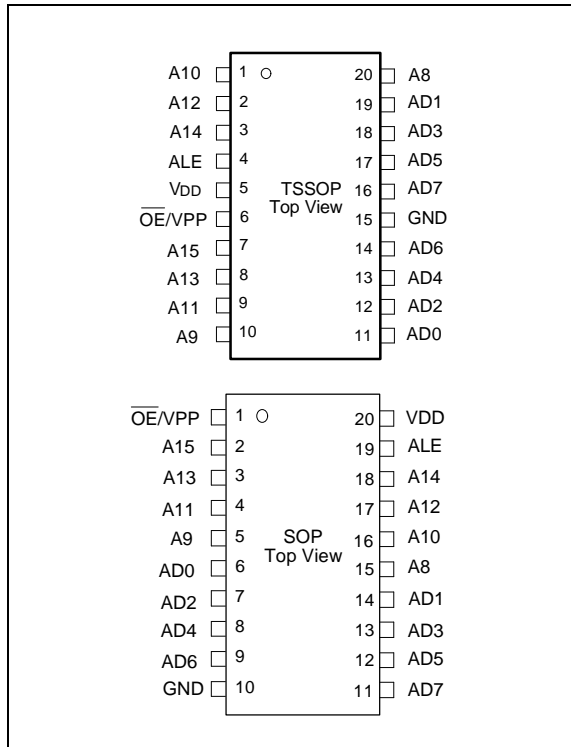 A10 1 20 A8
A12 2 19 AD1
A14 3 18 AD3
ALE 4 17 AD5
VDD 5 TSSOP 16 AD7
Top View
OE/VPP 6 15 GND
A15 7 14 AD6
A13 8 13 AD4
A11 9 12 AD2
A9 10 11 AD0
OE/VPP 1 20 VDD
A15 2 19 ALE
A13 3 18 A14
A11 4 17 A12
A9 5 SOP 16 A10
Top View
AD0 6 15 A8
AD2 7 14 AD1
AD4 8 13 AD3
AD6 9 12 AD5
GND 10 11 AD7